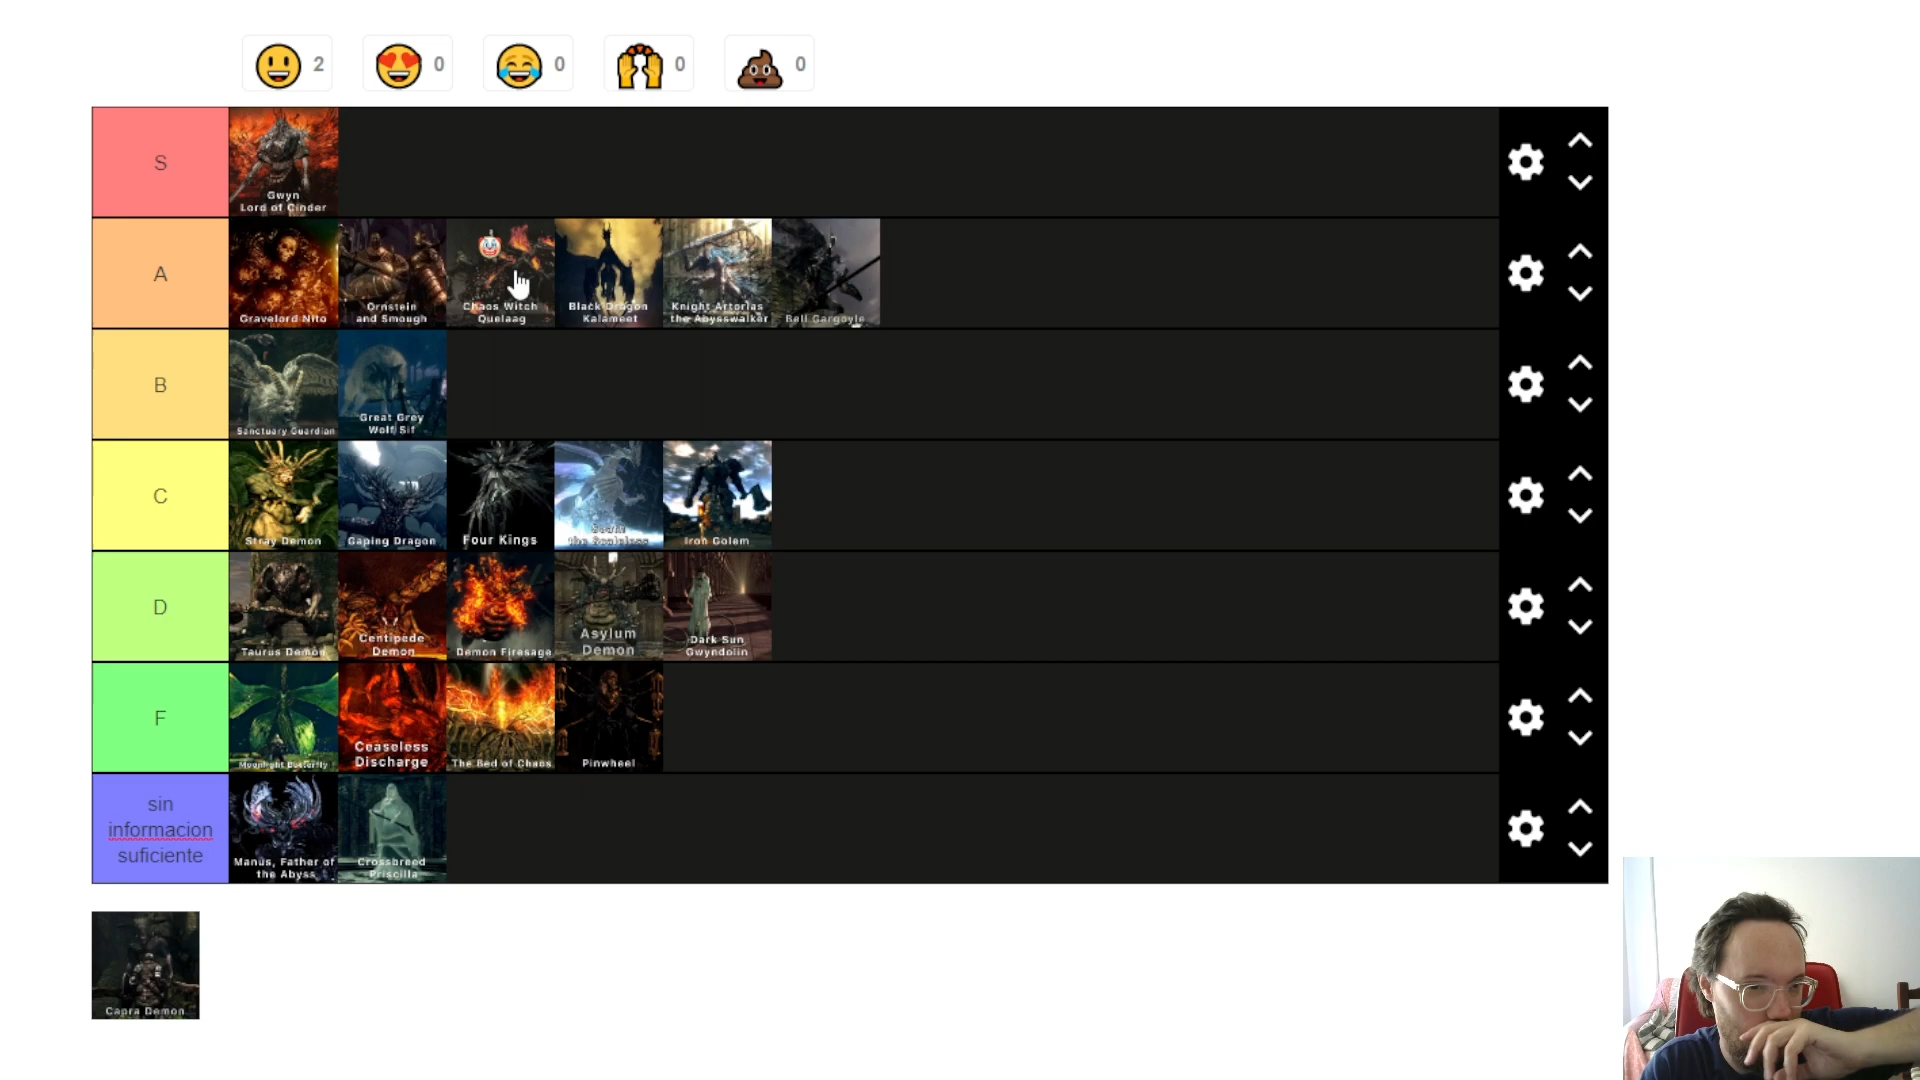 2 0 0 0 0
S
Gwyn
Lord of Cinder
A
Gravelord Nito
Ornstein
and Smough
Chaos Witch
Quelaag
Black Dragon
Kalameet
Knight Artorias
the Abysswalker
Bell Gargoyle
B
Sanctuary Guardian
Great Grey
Wolf Sif
C
Stray Demon
Gaping Dragon
Four Kings
Seath
the Scaleless
Iron Golem
D
Taurus Demon
Centipede
Demon
Demon Firesage
Asylum
Demon
Dark Sun
Gwyndolin
F
Moonlight Butterfly
Ceaseless
Discharge
The Bed of Chaos
Pinwheel
sin
informacion
suficiente
Manus, Father of
the Abyss
Crossbreed
Priscilla
Capra Demon